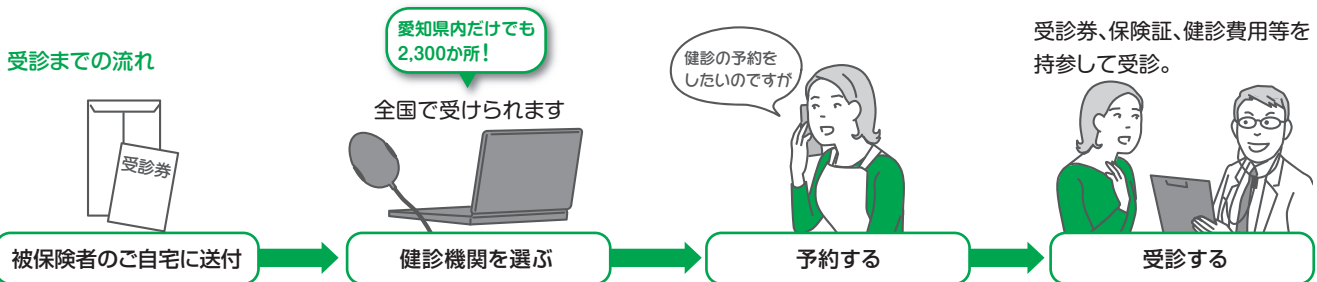 受診までの流れ
受診券
被保険者のご自宅に送付
愛知県内だけでも
2,300か所！
全国で受けられます
健診機関を選ぶ
健診の予約を
したいのですが
予約する
受診券、保険証、健診費用等を
持参して受診。
受診する